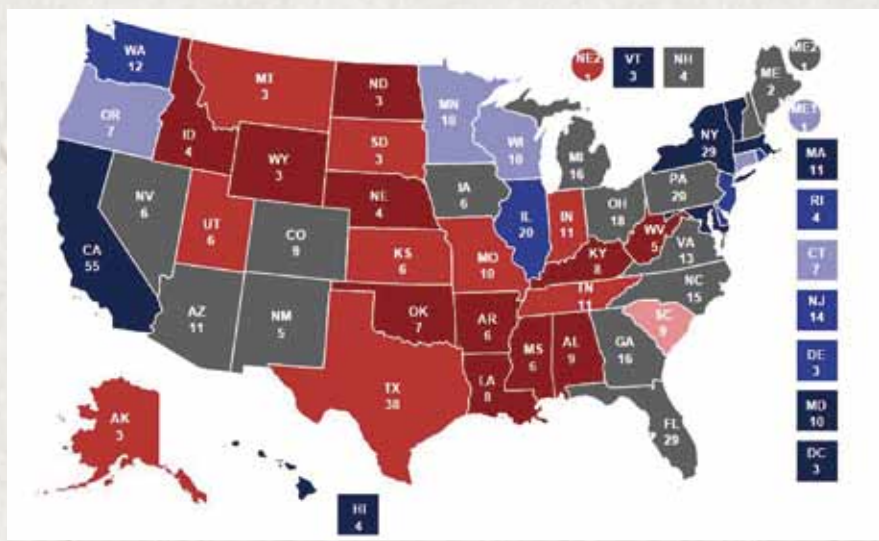 WA
12
OR
7
CA
55
NV
6
ID
4
MT
3
WY
3
UT
6
AZ
11
CO
9
NM
5
ND
3
SD
3
NE
4
KS
6
OK
7
TX
38
MN
10
IA
6
MO
10
AR
6
LA
8
WI
10
IL
20
MI
16
IN
11
OH
18
KY
8
TN
11
MS
6
AL
9
GA
16
FL
29
SC
9
NC
15
VA
13
WV
5
PA
20
NY
29
ME
2
NE2
1
VT
3
NH
4
ME2
1
ME1
1
MA
11
RI
4
CT
7
NJ
14
DE
3
MD
10
DC
3
AK
3
HI
4